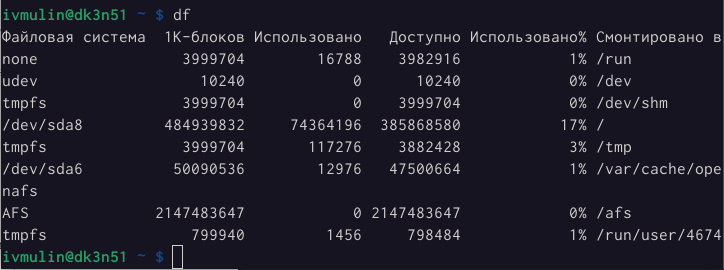 ivmulin@dk3n51 ~ $ df
Файловая система 1K-блоков Использовано Доступно Использовано% Смонтировано в
none 3999704 16788 3982916 1% /run
udev 10240 0 10240 0% /dev
tmpfs 3999704 0 3999704 0% /dev/shm
/dev/sda8 484939832 74364196 385868580 17% /
tmpfs 3999704 117276 3882428 3% /tmp
/dev/sda6 50090536 12976 47500664 1% /var/cache/ope
nafs
AFS 2147483647 0 2147483647 0% /afs
tmpfs 799940 1456 798484 1% /run/user/4674
ivmulin@dk3n51 ~ $